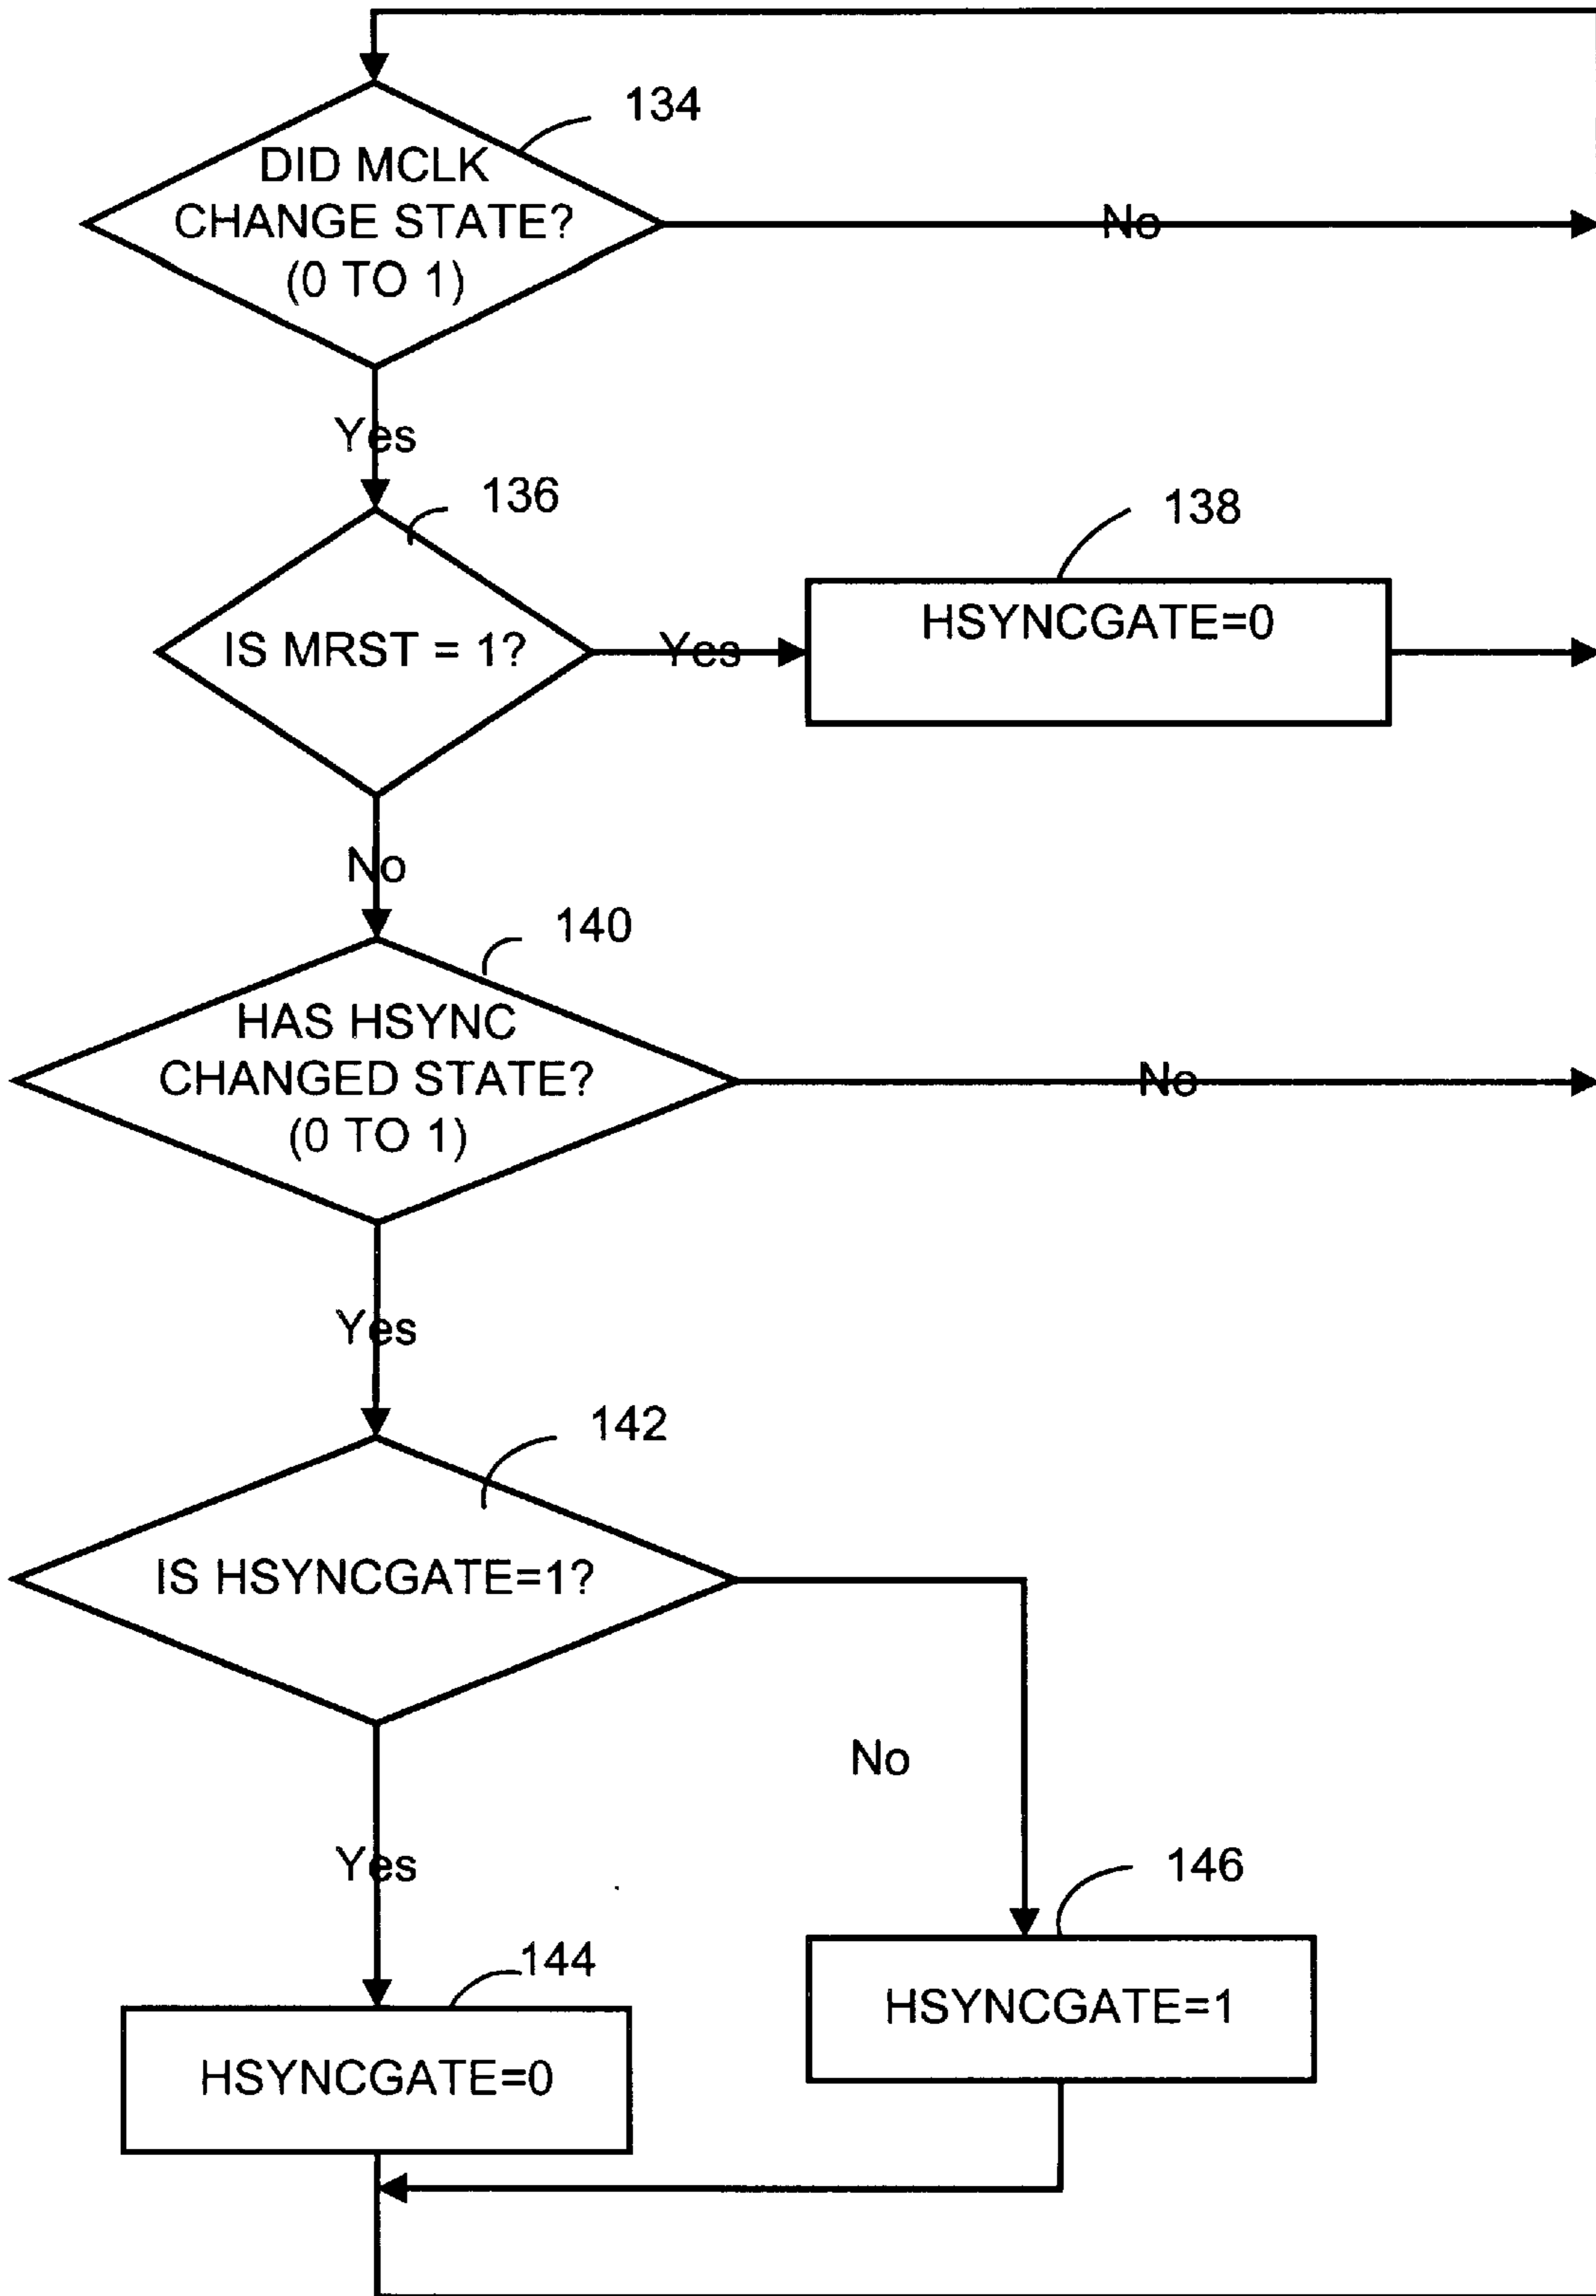 134
DID MCLK
CHANGE STATE?
(0 TO 1)
No
Yes
136
138
IS MRST = 1?
Yes
HSYNCGATE=0
No
140
HAS HSYNC
CHANGED STATE?
(0 TO 1)
No
Yes
142
IS HSYNCGATE=1?
No
Yes
146
144
HSYNCGATE=1
HSYNCGATE=0